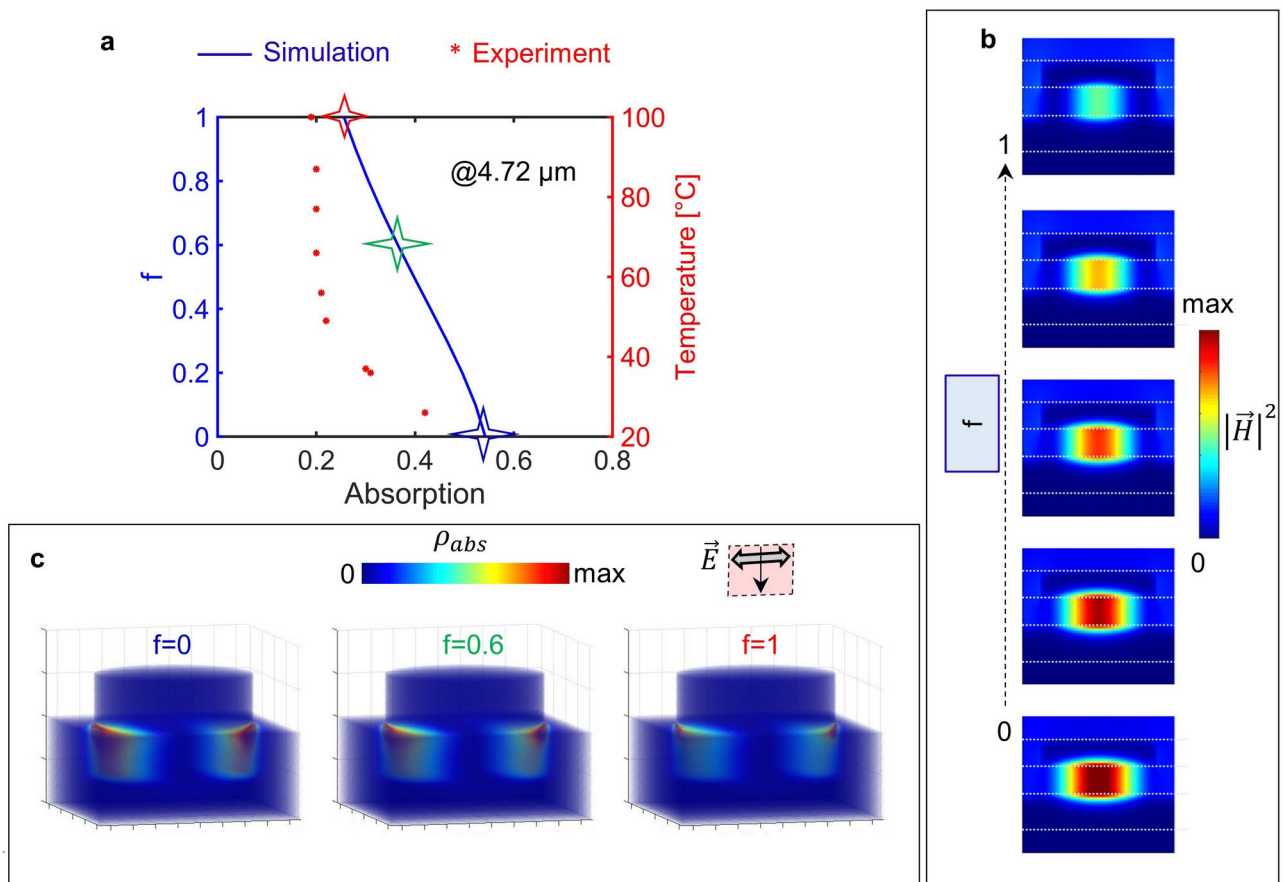 a
Simulation
* Experiment
1
0.8
0.6
0.4
0.2
0
f
100
80
60
40
20
Temperature [°C]
@4.72 µm
0
0.2
0.4
0.6
0.8
Absorption
b
1
f
0
max
|H⃗|²
0
c
ρabs
0
max
E⃗
f=0
f=0.6
f=1